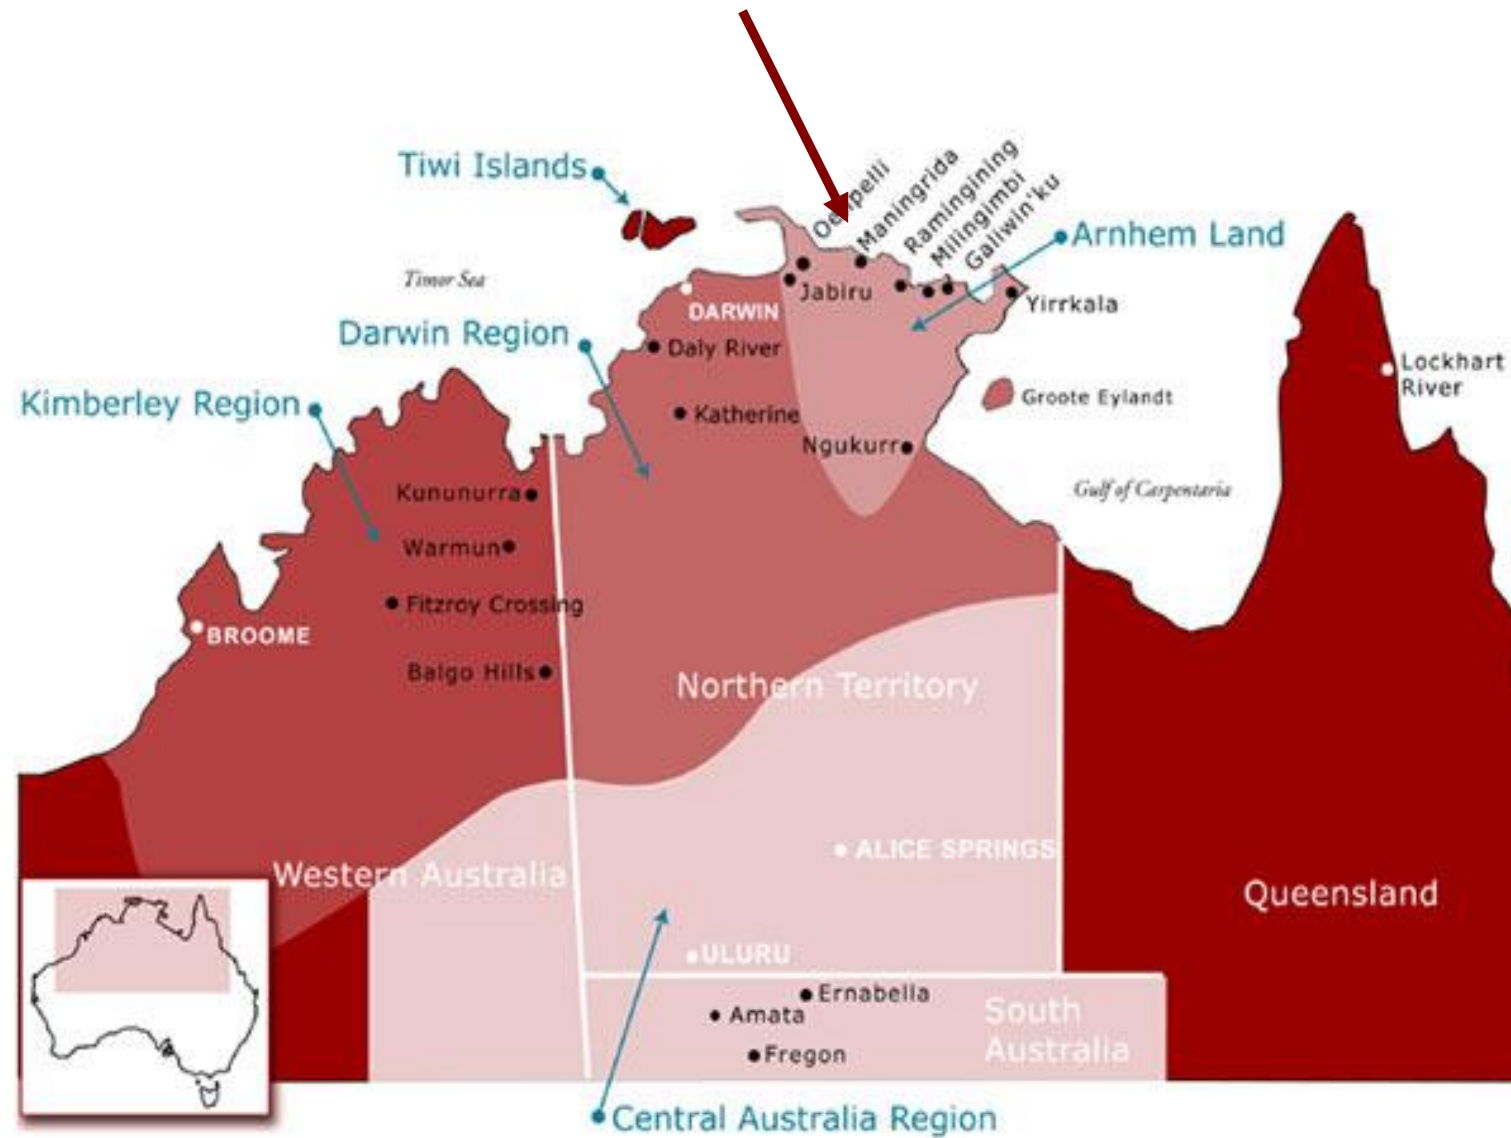 Tiwi Islands
Oenpelli
Maningrida
Ramingining
Milingimbi
Galiwin'ku
Arnhem Land
Timor Sea
Jabiru
DARWIN
Yirrkala
Darwin Region
Daly River
Lockhart
River
Kimberley Region
Groote Eylandt
Katherine
Ngukurr
Kununurra
Gulf of Carpentaria
Warmun
Fitzroy Crossing
BROOME
Balgo Hills
Northern Territory
ALICE SPRINGS
Western Australia
Queensland
ULURU
Ernabella
Amata
South
Australia
Fregon
Central Australia Region